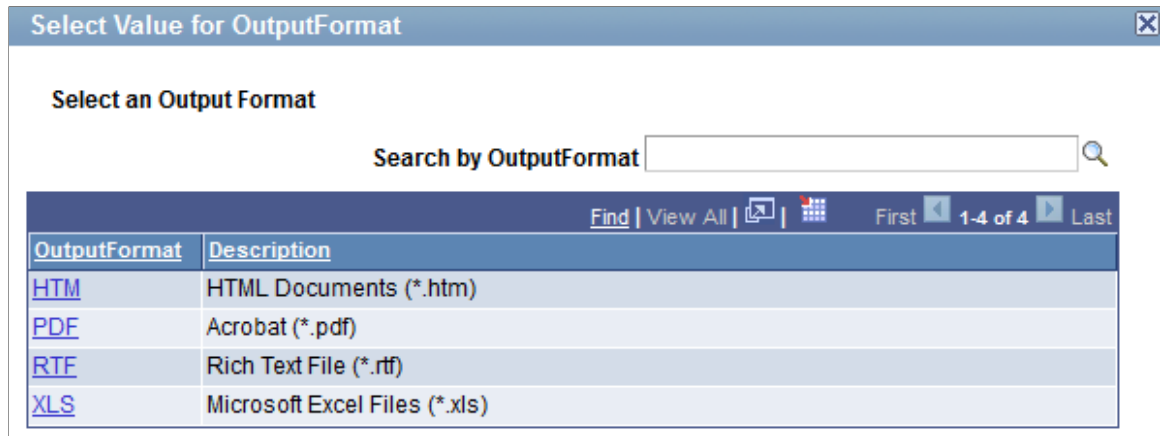 Select Value for OutputFormat
Select an Output Format
Search by OutputFormat
Find | View All | | First 1-4 of 4 Last
OutputFormat Description
HTM HTML Documents (*.htm)
PDF Acrobat (*.pdf)
RTF Rich Text File (*.rtf)
XLS Microsoft Excel Files (*.xls)